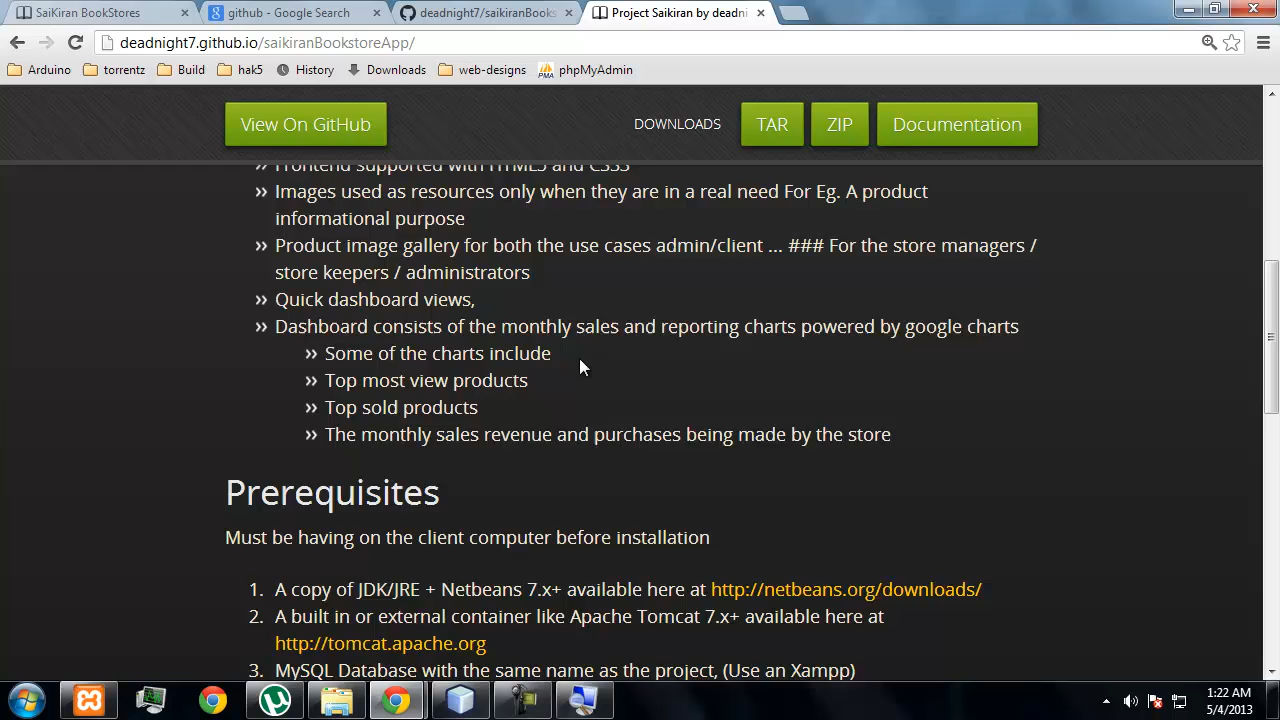 SaiKiran BookStores
github - Google Search
deadnight7/saikiranBooks
Project Saikiran by deadni
deadnight7.github.io/saikiranBookstoreApp/
Arduino
torrentz
Build
hak5
History
Downloads
web-designs
phpMyAdmin
View On GitHub
DOWNLOADS
TAR
ZIP
Documentation
Frontend supported with HTML5 and CSS3
Images used as resources only when they are in a real need For Eg. A product
informational purpose
Product image gallery for both the use cases admin/client ... ### For the store managers /
store keepers / administrators
Quick dashboard views,
Dashboard consists of the monthly sales and reporting charts powered by google charts
Some of the charts include
Top most view products
Top sold products
The monthly sales revenue and purchases being made by the store
Prerequisites
Must be having on the client computer before installation
1. A copy of JDK/JRE + Netbeans 7.x+ available here at http://netbeans.org/downloads/
2. A built in or external container like Apache Tomcat 7.x+ available here at
http://tomcat.apache.org
3. MySQL Database with the same name as the project, (Use an Xampp)
1:22 AM
5/4/2013